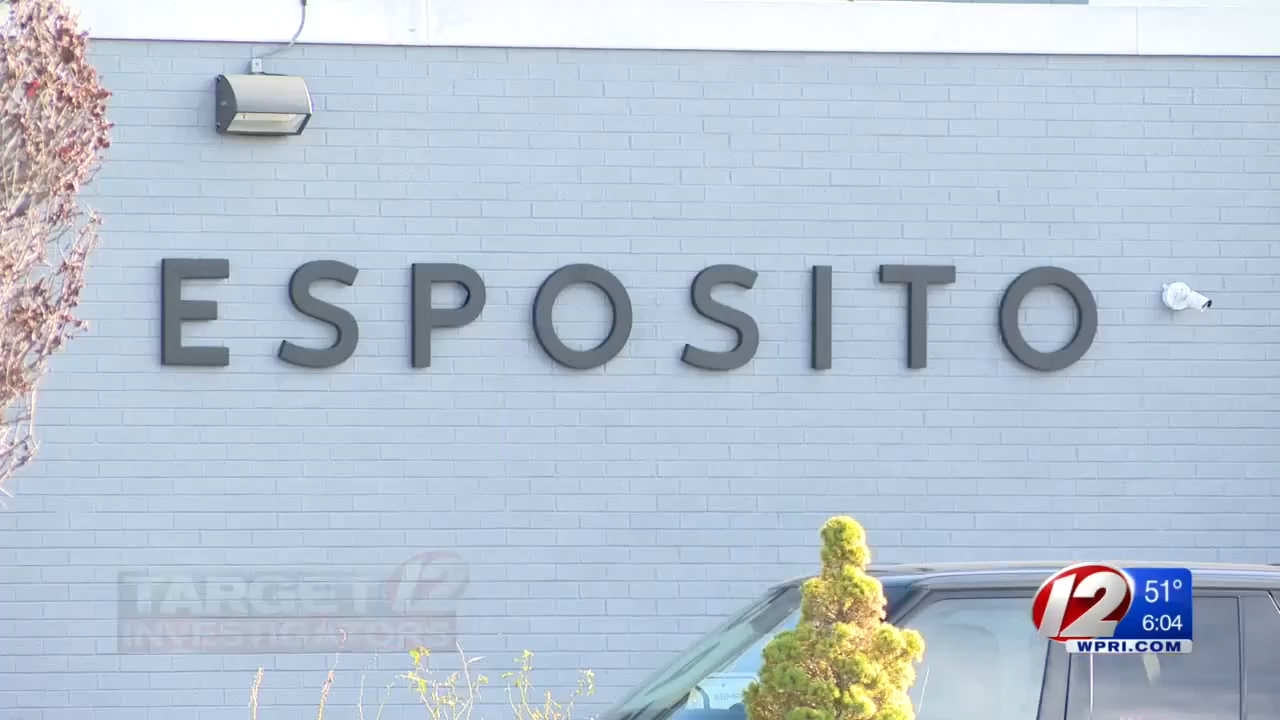 ESPOSITO
TARGET 12
INVESTIGATORS
12
51°
6:04
WPRI.COM